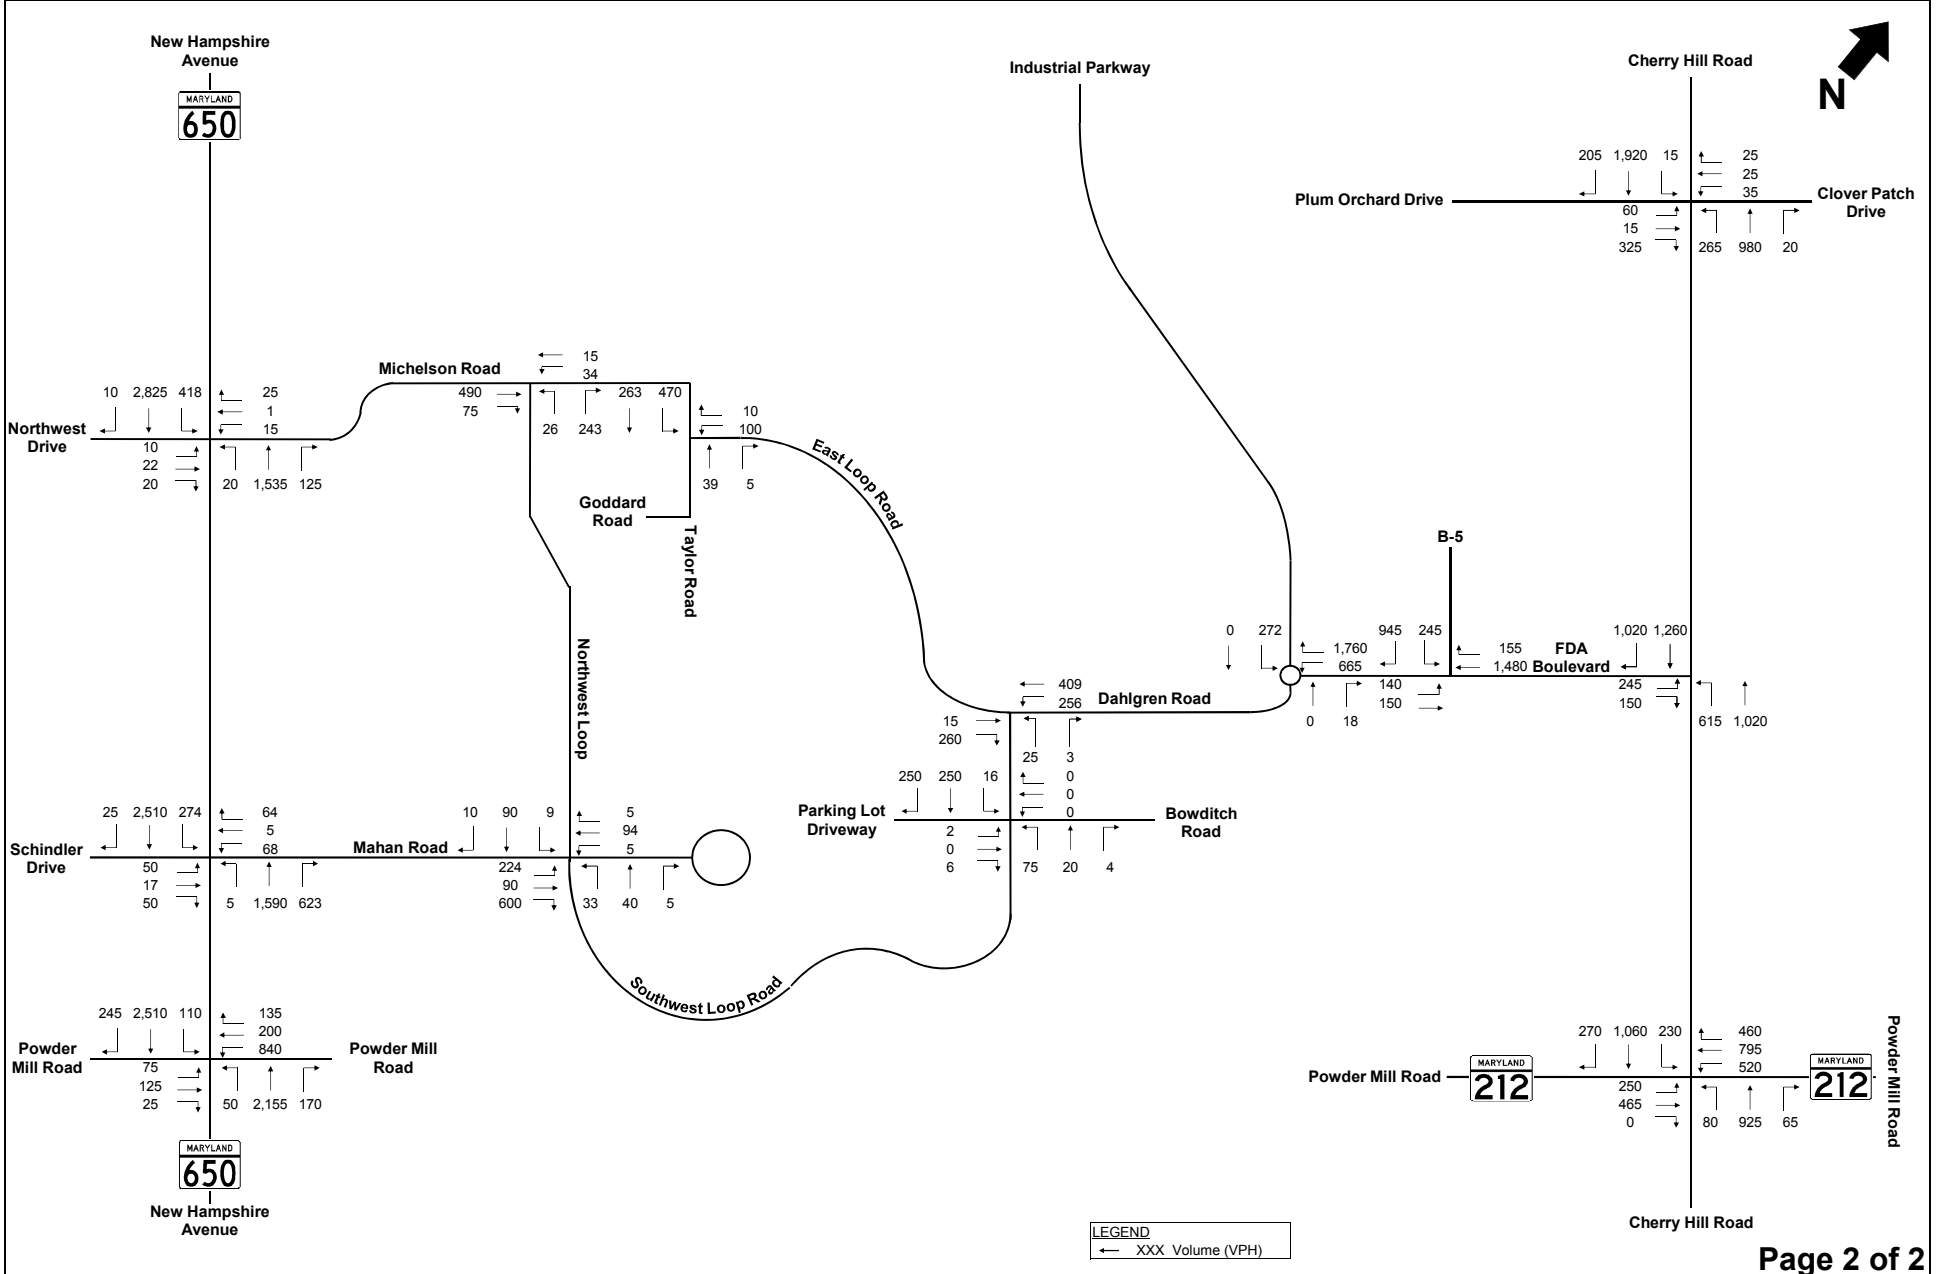 New Hampshire
Avenue
MARYLAND
650
Industrial Parkway
Cherry Hill Road
N
205 1,920 15
25
25
35
Plum Orchard Drive
Clover Patch
Drive
60
15
325
265 980 20
Michelson Road
15
34
490
75
26 243
263 470
10
100
39 5
10 2,825 418
25
1
15
Northwest
Drive
10
22
20
20 1,535 125
East Loop Road
Goddard
Road
Taylor Road
B-5
Northwest Loop
0 272
1,760
665
945 245
155
1,480
FDA
Boulevard
1,020 1,260
0 18
140
150
245
150
615 1,020
409
256
Dahlgren Road
15
260
25 3
250 250 16
0
0
0
Parking Lot
Driveway
Bowditch
Road
2
0
6
75 20 4
25 2,510 274
64
5
68
Schindler
Drive
Mahan Road
50
17
50
5 1,590 623
10 90 9
5
94
5
224
90
600
33 40 5
Southwest Loop Road
245 2,510 110
135
200
840
Powder
Mill Road
Powder Mill
Road
75
125
25
50 2,155 170
MARYLAND
650
New Hampshire
Avenue
270 1,060 230
460
795
520
Powder Mill Road
MARYLAND
212
MARYLAND
212
Powder Mill Road
250
465
0
80 925 65
Cherry Hill Road
LEGEND
XXX Volume (VPH)
Page 2 of 2